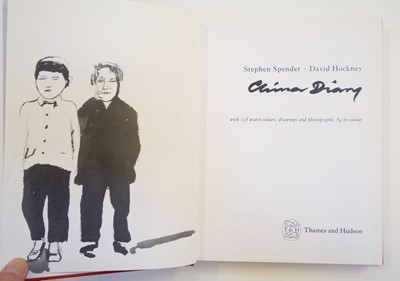 Stephen Spender · David Hockney
China Diary
with 158 watercolours, drawings and photographs, 84 in colour
T&H
Thames and Hudson